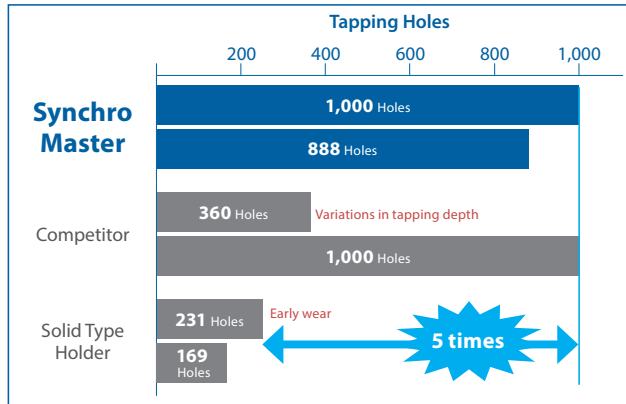 Tapping Holes
200 400 600 800 1,000
Synchro
Master
1,000 Holes
888 Holes
Competitor
360 Holes
Variations in tapping depth
1,000 Holes
Solid Type
Holder
231 Holes
Early wear
169
Holes
5 times